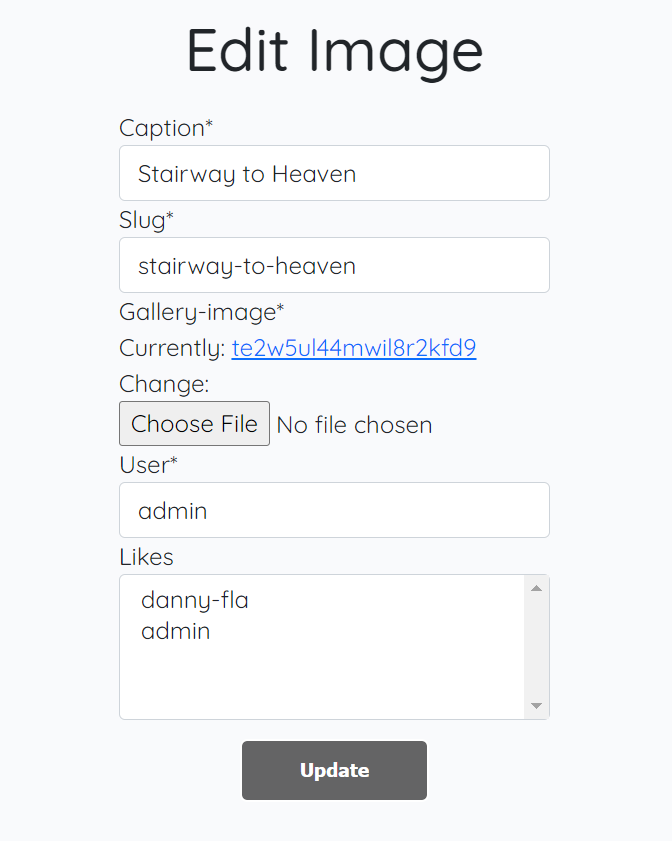 Edit Image
Caption*
Stairway to Heaven
Slug*
stairway-to-heaven
Gallery-image*
Currently: te2w5ul44mwil8r2kfd9
Change:
Choose File No file chosen
User*
admin
Likes
danny-fla
admin
Update